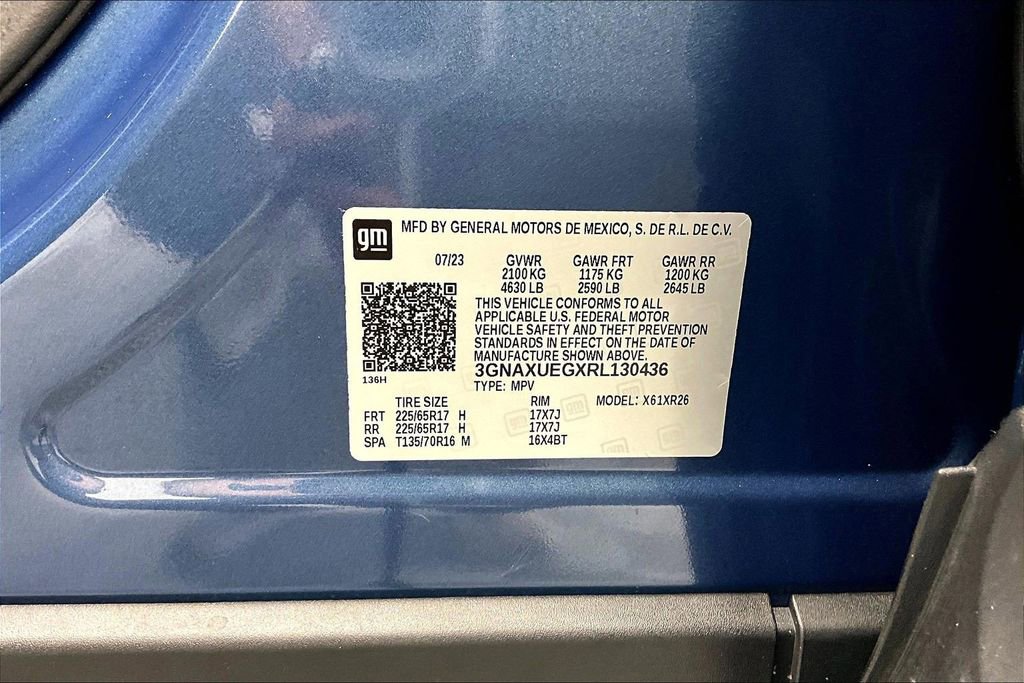 gm MFD BY GENERAL MOTORS DE MEXICO, S. DE R.L. DE C.V.
07/23 GVWR GAWR FRT GAWR RR
2100 KG 1175 KG 1200 KG
4630 LB 2590 LB 2645 LB
THIS VEHICLE CONFORMS TO ALL
APPLICABLE U.S. FEDERAL MOTOR
VEHICLE SAFETY AND THEFT PREVENTION
STANDARDS IN EFFECT ON THE DATE OF
MANUFACTURE SHOWN ABOVE.
3GNAXUEGXRL130436
136H
TYPE: MPV
TIRE SIZE RIM MODEL: X61XR26
FRT 225/65R17 H 17X7J
RR 225/65R17 H 17X7J
SPA T135/70R16 M 16X4BT